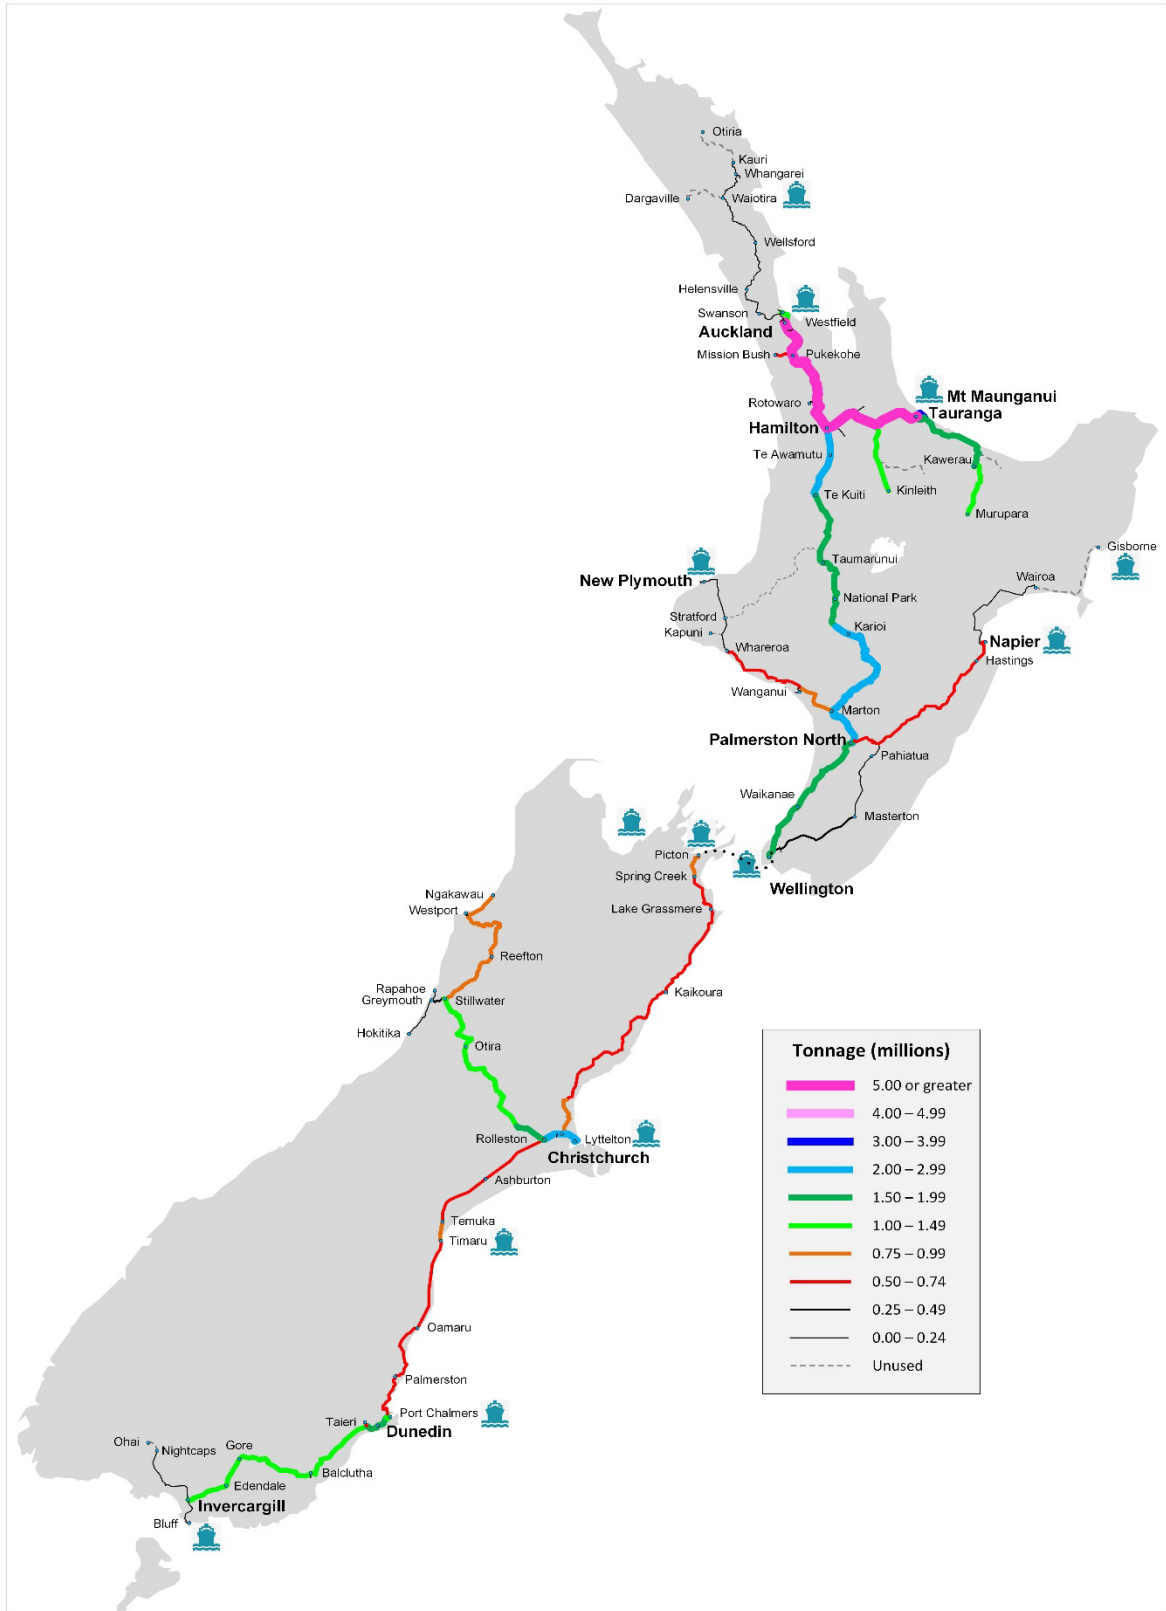 Otiria
Kauri
Whangarei
Dargaville
Waiotira
Wellsford
Helensville
Swanson
Westfield
Auckland
Mission Bush
Pukekohe
Mt Maunganui
Rotowaro
Tauranga
Hamilton
Te Awamutu
Kawerau
Kinleith
Te Kuiti
Murupara
Gisborne
Taumarunui
New Plymouth
Wairoa
National Park
Stratford
Kapuni
Karioi
Napier
Whareroa
Hastings
Wanganui
Marton
Palmerston North
Pahiatua
Waikanae
Masterton
Picton
Spring Creek
Wellington
Ngakawau
Westport
Lake Grassmere
Reefton
Rapahoe
Greymouth
Stillwater
Kaikoura
Hokitika
Otira
Rolleston
Lyttelton
Christchurch
Ashburton
Temuka
Timaru
Oamaru
Palmerston
Port Chalmers
Taieri
Dunedin
Ohai
Nightcaps
Gore
Balclutha
Edendale
Invercargill
Bluff
Tonnage (millions)
5.00 or greater
4.00 – 4.99
3.00 – 3.99
2.00 – 2.99
1.50 – 1.99
1.00 – 1.49
0.75 – 0.99
0.50 – 0.74
0.25 – 0.49
0.00 – 0.24
Unused